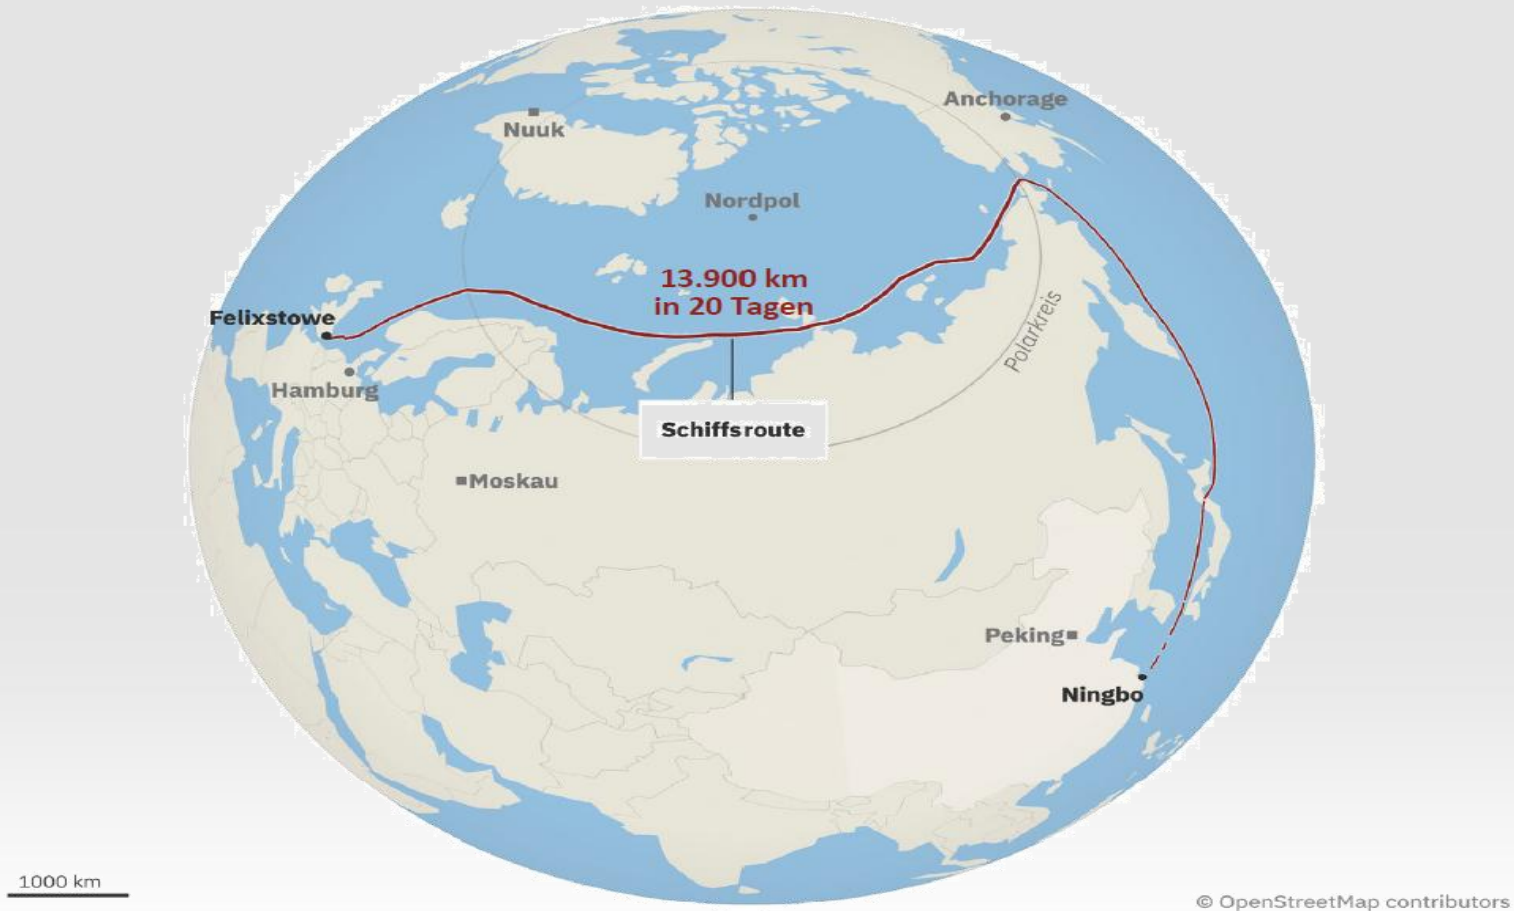 Anchorage
Nuuk
Nordpol
13.900 km
in 20 Tagen
Felixstowe
Polarkreis
Hamburg
Schiffsroute
Moskau
Peking
Ningbo
1000 km
© OpenStreetMap contributors